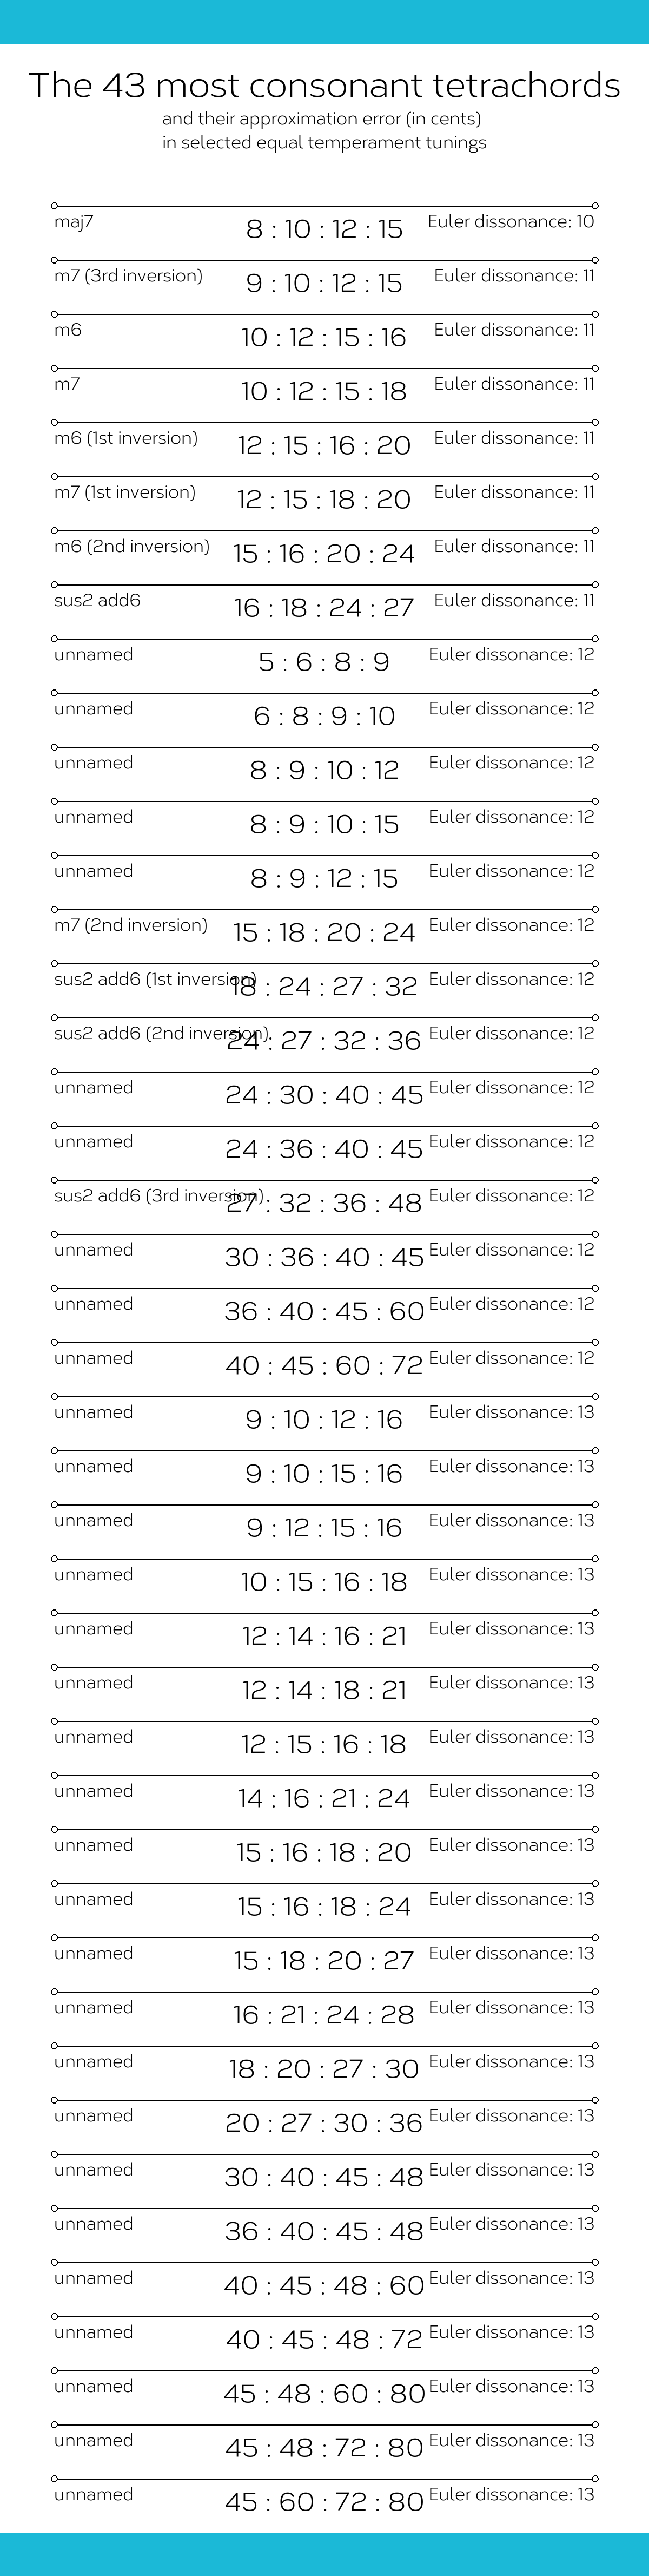 The 43 most consonant tetrachords
and their approximation error (in cents)
in selected equal temperament tunings
maj7 8 : 10 : 12 : 15 Euler dissonance: 10
m7 (3rd inversion) 9 : 10 : 12 : 15 Euler dissonance: 11
m6 10 : 12 : 15 : 16 Euler dissonance: 11
m7 10 : 12 : 15 : 18 Euler dissonance: 11
m6 (1st inversion) 12 : 15 : 16 : 20 Euler dissonance: 11
m7 (1st inversion) 12 : 15 : 18 : 20 Euler dissonance: 11
m6 (2nd inversion) 15 : 16 : 20 : 24 Euler dissonance: 11
sus2 add6 16 : 18 : 24 : 27 Euler dissonance: 11
unnamed 5 : 6 : 8 : 9 Euler dissonance: 12
unnamed 6 : 8 : 9 : 10 Euler dissonance: 12
unnamed 8 : 9 : 10 : 12 Euler dissonance: 12
unnamed 8 : 9 : 10 : 15 Euler dissonance: 12
unnamed 8 : 9 : 12 : 15 Euler dissonance: 12
m7 (2nd inversion) 15 : 18 : 20 : 24 Euler dissonance: 12
sus2 add6 (1st inversion) 18 : 24 : 27 : 32 Euler dissonance: 12
sus2 add6 (2nd inversion) 24 : 27 : 32 : 36 Euler dissonance: 12
unnamed 24 : 30 : 40 : 45 Euler dissonance: 12
unnamed 24 : 36 : 40 : 45 Euler dissonance: 12
sus2 add6 (3rd inversion) 27 : 32 : 36 : 48 Euler dissonance: 12
unnamed 30 : 36 : 40 : 45 Euler dissonance: 12
unnamed 36 : 40 : 45 : 60 Euler dissonance: 12
unnamed 40 : 45 : 60 : 72 Euler dissonance: 12
unnamed 9 : 10 : 12 : 16 Euler dissonance: 13
unnamed 9 : 10 : 15 : 16 Euler dissonance: 13
unnamed 9 : 12 : 15 : 16 Euler dissonance: 13
unnamed 10 : 15 : 16 : 18 Euler dissonance: 13
unnamed 12 : 14 : 16 : 21 Euler dissonance: 13
unnamed 12 : 14 : 18 : 21 Euler dissonance: 13
unnamed 12 : 15 : 16 : 18 Euler dissonance: 13
unnamed 14 : 16 : 21 : 24 Euler dissonance: 13
unnamed 15 : 16 : 18 : 20 Euler dissonance: 13
unnamed 15 : 16 : 18 : 24 Euler dissonance: 13
unnamed 15 : 18 : 20 : 27 Euler dissonance: 13
unnamed 16 : 21 : 24 : 28 Euler dissonance: 13
unnamed 18 : 20 : 27 : 30 Euler dissonance: 13
unnamed 20 : 27 : 30 : 36 Euler dissonance: 13
unnamed 30 : 40 : 45 : 48 Euler dissonance: 13
unnamed 36 : 40 : 45 : 48 Euler dissonance: 13
unnamed 40 : 45 : 48 : 60 Euler dissonance: 13
unnamed 40 : 45 : 48 : 72 Euler dissonance: 13
unnamed 45 : 48 : 60 : 80 Euler dissonance: 13
unnamed 45 : 48 : 72 : 80 Euler dissonance: 13
unnamed 45 : 60 : 72 : 80 Euler dissonance: 13